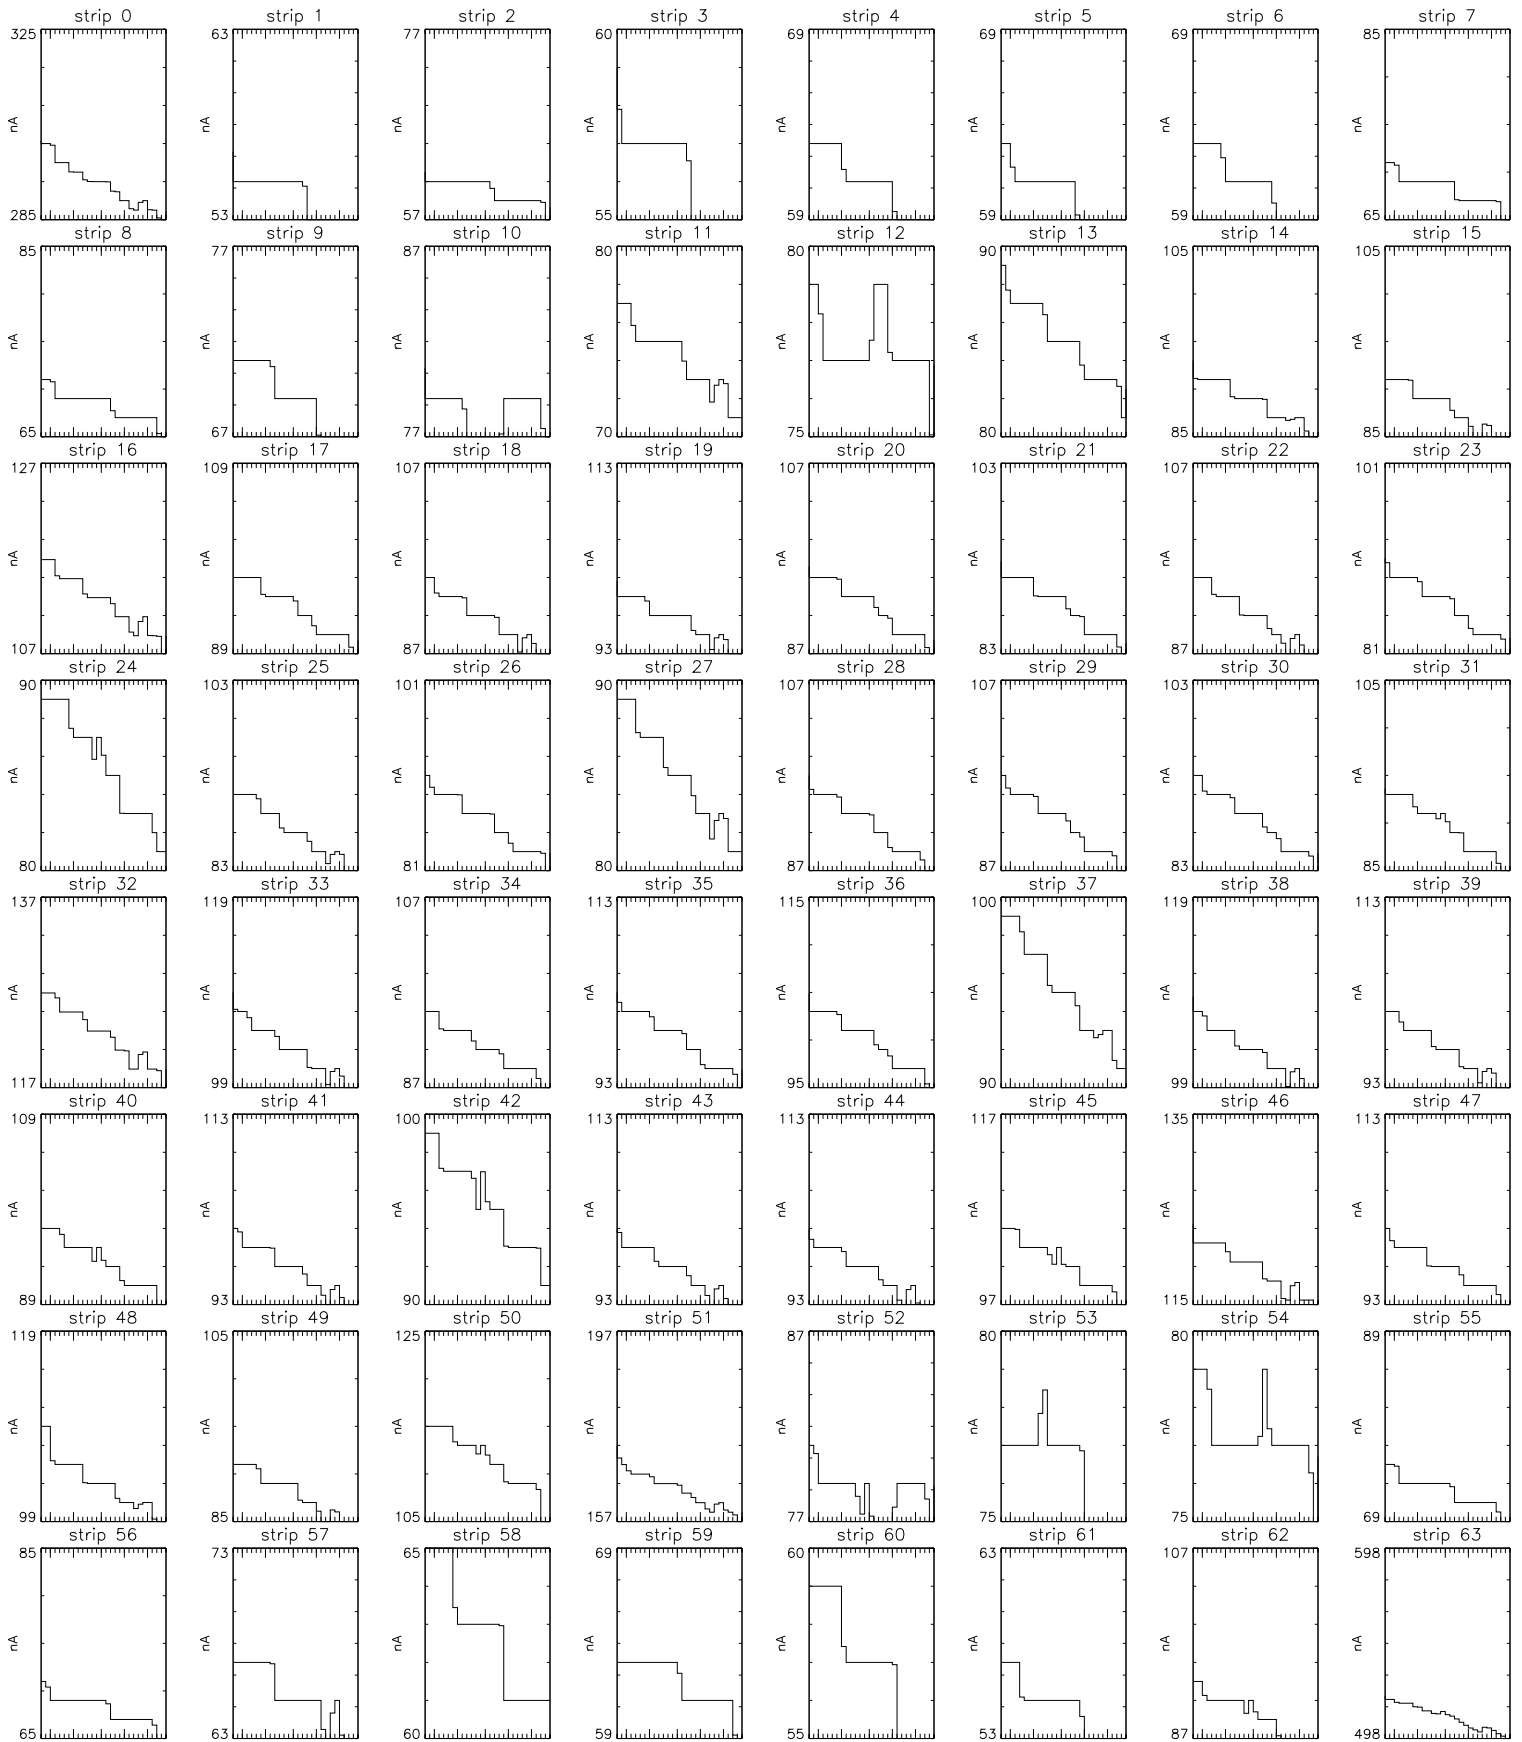 strip 0 strip 1 strip 2 strip 3 strip 4 strip 5 strip 6 strip 7
325 63 77 60 69 69 69 85
nA nA nA nA nA nA nA nA
285 53 57 55 59 59 59 65
strip 8 strip 9 strip 10 strip 11 strip 12 strip 13 strip 14 strip 15
85 77 87 80 80 90 105 105
nA nA nA nA nA nA nA nA
65 67 77 70 75 80 85 85
strip 16 strip 17 strip 18 strip 19 strip 20 strip 21 strip 22 strip 23
127 109 107 113 107 103 107 101
nA nA nA nA nA nA nA nA
107 89 87 93 87 83 87 81
strip 24 strip 25 strip 26 strip 27 strip 28 strip 29 strip 30 strip 31
90 103 101 90 107 107 103 105
nA nA nA nA nA nA nA nA
80 83 81 80 87 87 83 85
strip 32 strip 33 strip 34 strip 35 strip 36 strip 37 strip 38 strip 39
137 119 107 113 115 100 119 113
nA nA nA nA nA nA nA nA
117 99 87 93 95 90 99 93
strip 40 strip 41 strip 42 strip 43 strip 44 strip 45 strip 46 strip 47
109 113 100 113 113 117 135 113
nA nA nA nA nA nA nA nA
89 93 90 93 93 97 115 93
strip 48 strip 49 strip 50 strip 51 strip 52 strip 53 strip 54 strip 55
119 105 125 197 87 80 80 89
nA nA nA nA nA nA nA nA
99 85 105 157 77 75 75 69
strip 56 strip 57 strip 58 strip 59 strip 60 strip 61 strip 62 strip 63
85 73 65 69 60 63 107 598
nA nA nA nA nA nA nA nA
65 63 60 59 55 53 87 498